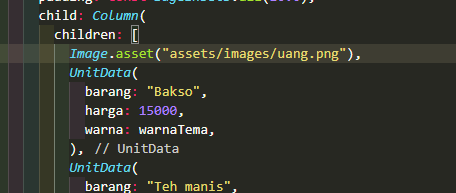 child: Column(
children: [
Image.asset("assets/images/uang.png"),
UnitData(
barang: "Bakso",
harga: 15000,
warna: warnaTema,
), // UnitData
UnitData(
barang: "Teh manis",